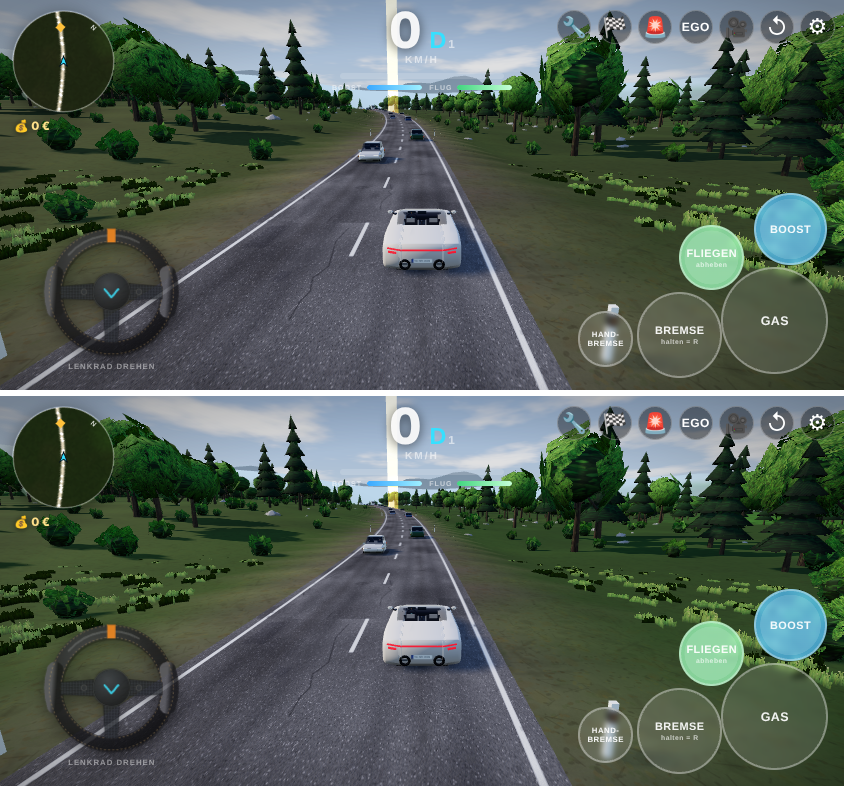 0 D1
KM/H
FLUG
N
EGO
0 €
BOOST
FLIEGEN
abheben
GAS
BREMSE
halten = R
HAND-
BREMSE
LENKRAD DREHEN
0 D1
KM/H
FLUG
N
EGO
0 €
BOOST
FLIEGEN
abheben
GAS
BREMSE
halten = R
HAND-
BREMSE
LENKRAD DREHEN